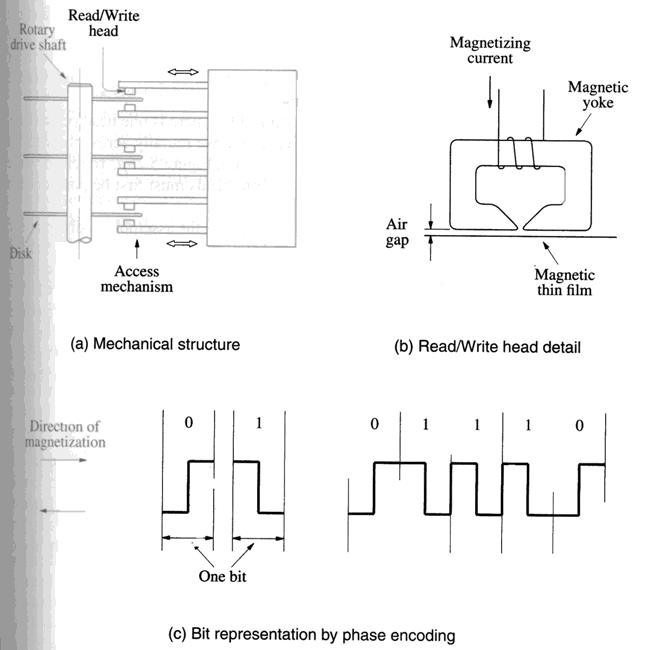 Read/Write
head
Rotary
drive shaft
Disk
Access
mechanism
(a) Mechanical structure
Magnetizing
current
Magnetic
yoke
Air
gap
Magnetic
thin film
(b) Read/Write head detail
Direction of
magnetization
0 1
0 1 1 1 0
One bit
(c) Bit representation by phase encoding